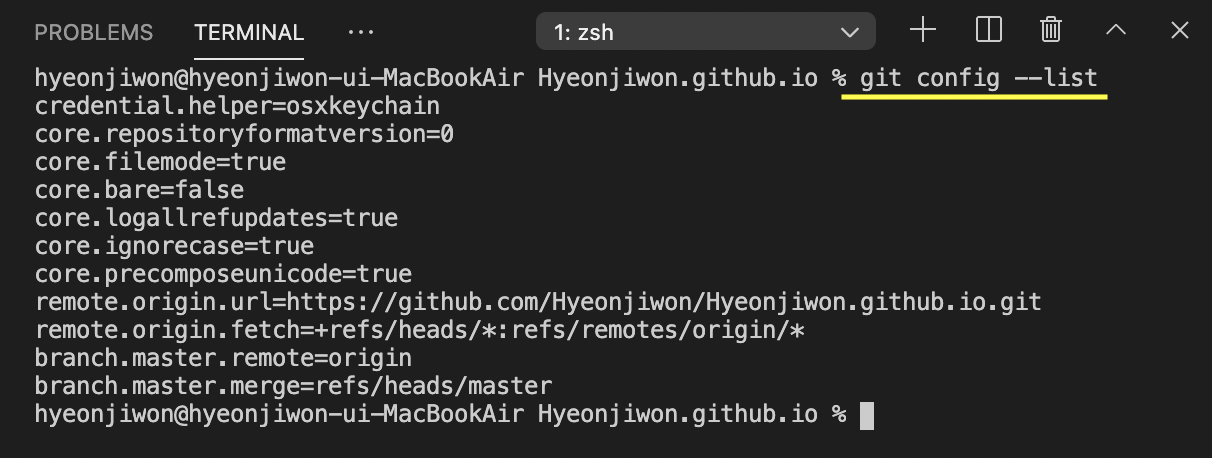 PROBLEMS TERMINAL ... 1: zsh
hyeonjiwon@hyeonjiwon-ui-MacBookAir Hyeonjiwon.github.io % git config --list
credential.helper=osxkeychain
core.repositoryformatversion=0
core.filemode=true
core.bare=false
core.logallrefupdates=true
core.ignorecase=true
core.precomposeunicode=true
remote.origin.url=https://github.com/Hyeonjiwon/Hyeonjiwon.github.io.git
remote.origin.fetch=+refs/heads/*:refs/remotes/origin/*
branch.master.remote=origin
branch.master.merge=refs/heads/master
hyeonjiwon@hyeonjiwon-ui-MacBookAir Hyeonjiwon.github.io %